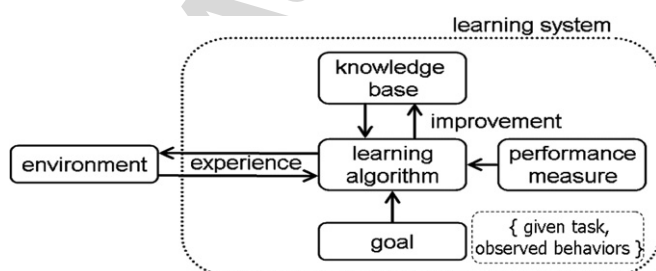 learning system
knowledge
base
improvement
environment
experience
learning
algorithm
performance
measure
goal
{ given task,
observed behaviors }